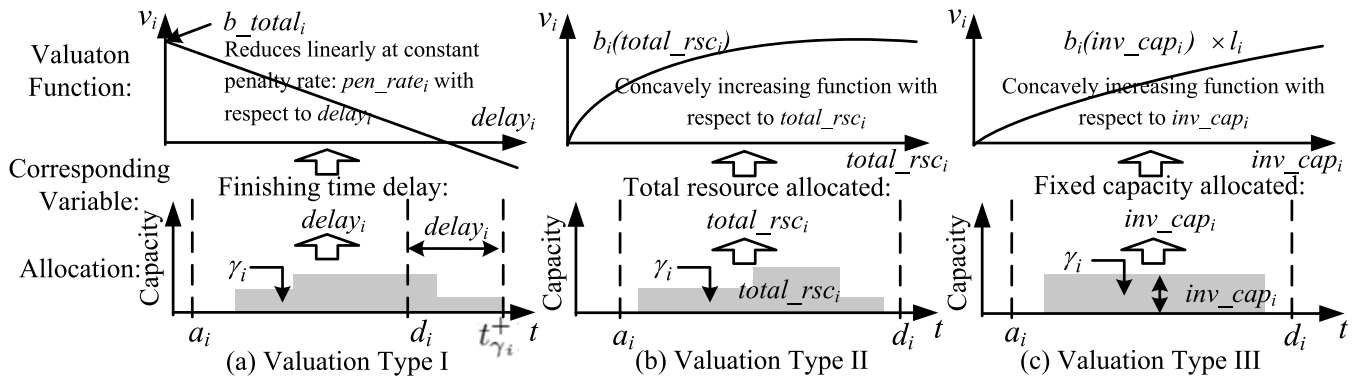 Valuaton
Function:
v_i
b_total_i
Reduces linearly at constant
penalty rate: pen_rate_i with
respect to delay_i
delay_i
v_i
b_i(total_rsc_i)
Concavely increasing function with
respect to total_rsc_i
total_rsc_i
v_i
b_i(inv_cap_i) × l_i
Concavely increasing function with
respect to inv_cap_i
inv_cap_i
Corresponding
Variable:
Finishing time delay:
delay_i
Total resource allocated:
total_rsc_i
Fixed capacity allocated:
inv_cap_i
Allocation:
Capacity
γ_i
delay_i
a_i
d_i
t^+_{γ_i}
t
Capacity
γ_i
total_rsc_i
a_i
d_i
t
Capacity
γ_i
inv_cap_i
a_i
d_i
t
(a) Valuation Type I
(b) Valuation Type II
(c) Valuation Type III